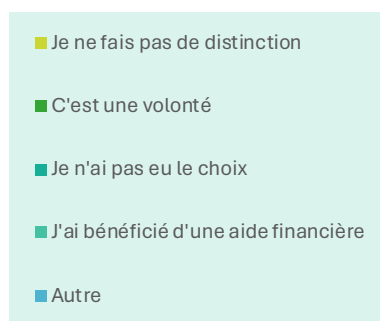 Je ne fais pas de distinction
C'est une volonté
Je n'ai pas eu le choix
J'ai bénéficié d'une aide financière
Autre